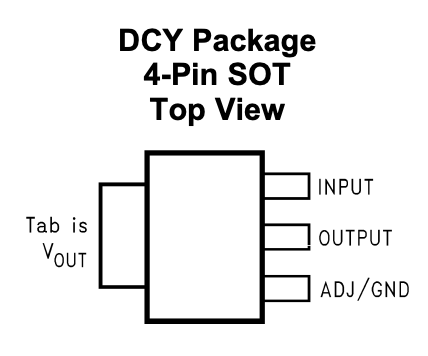 DCY Package
4-Pin SOT
Top View
INPUT
Tab is
VOUT
OUTPUT
ADJ/GND